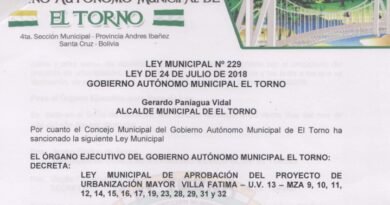 NO AUTÓNOMO MUNICIPAL DE
EL TORNO
4ta. Sección Municipal - Provincia Andres Ibañez
Santa Cruz - Bolivia
LEY MUNICIPAL Nº 229
LEY DE 24 DE JULIO DE 2018
GOBIERNO AUTÓNOMO MUNICIPAL EL TORNO
Gerardo Paniagua Vidal
ALCALDE MUNICIPAL DE EL TORNO
Por cuanto el Concejo Municipal del Gobierno Autónomo Municipal de El Torno ha
sancionado la siguiente Ley Municipal
EL ÓRGANO EJECUTIVO DEL GOBIERNO AUTÓNOMO MUNICIPAL EL TORNO:
DECRETA:
LEY MUNICIPAL DE APROBACIÓN DEL PROYECTO DE
URBANIZACIÓN MAYOR VILLA FATIMA – U.V. 13 – MZA 9, 10, 11,
12, 14, 15, 16, 17, 19, 23, 28, 29, 31 y 32